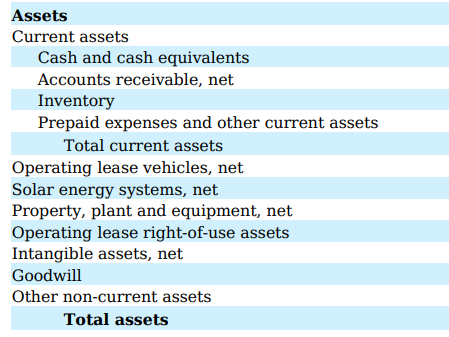 Assets
Current assets
Cash and cash equivalents
Accounts receivable, net
Inventory
Prepaid expenses and other current assets
Total current assets
Operating lease vehicles, net
Solar energy systems, net
Property, plant and equipment, net
Operating lease right-of-use assets
Intangible assets, net
Goodwill
Other non-current assets
Total assets